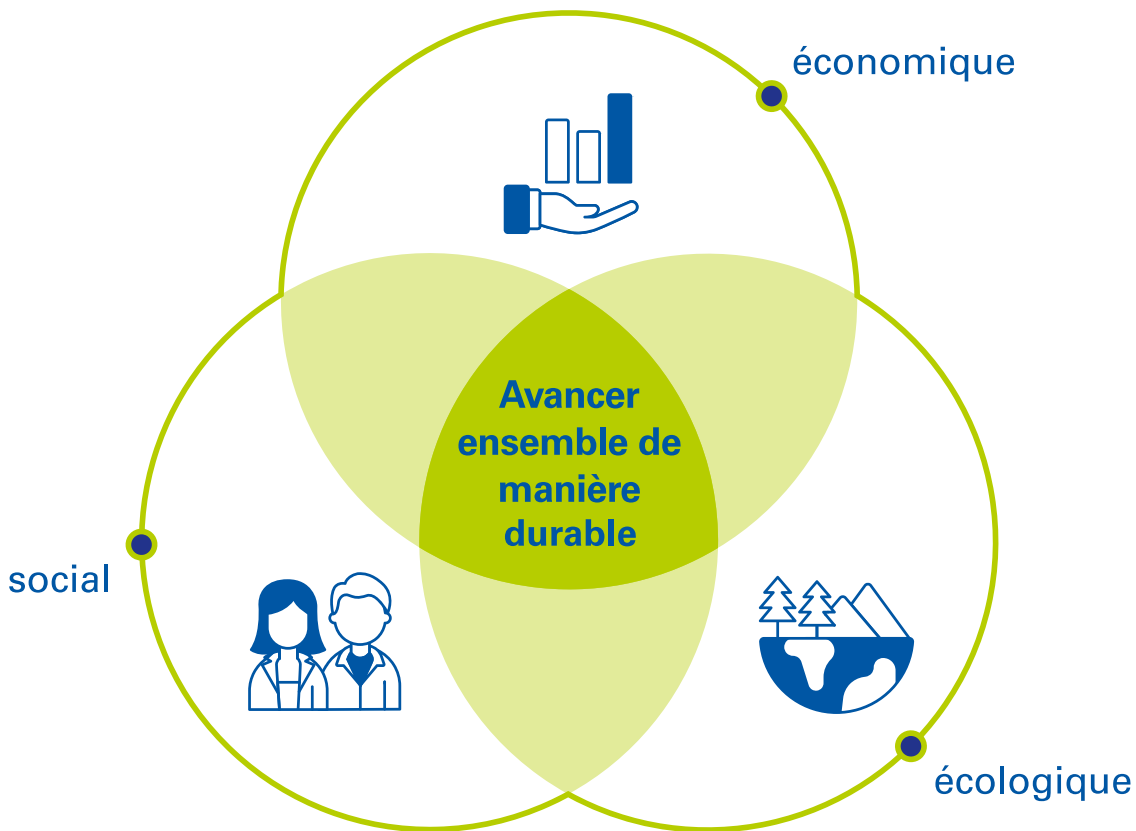 économique
Avancer
ensemble de
manière
durable
social
écologique